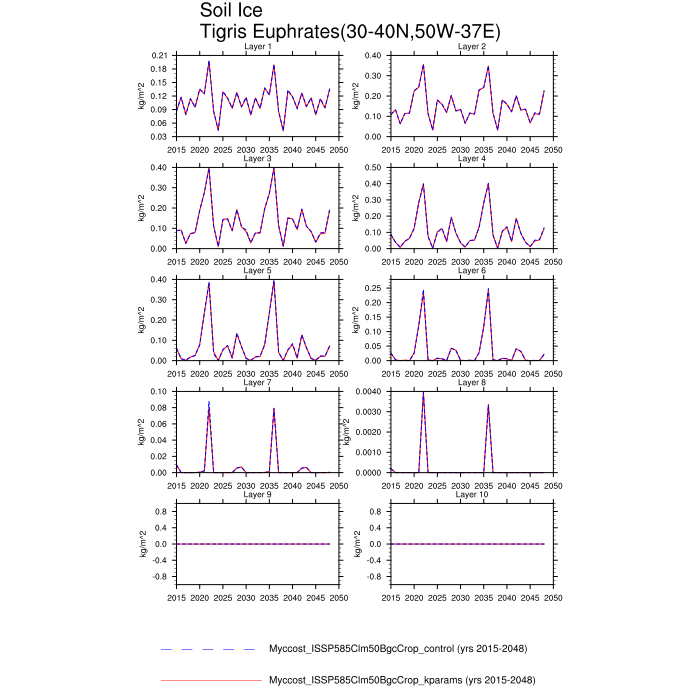 Soil Ice
Tigris Euphrates(30-40N,50W-37E)
Layer 1
Layer 2
0.21
0.18
0.15
0.12
0.09
0.06
0.03
kg/m^2
2015 2020 2025 2030 2035 2040 2045 2050
0.40
0.30
0.20
0.10
0.00
kg/m^2
2015 2020 2025 2030 2035 2040 2045 2050
Layer 3
Layer 4
0.40
0.30
0.20
0.10
0.00
kg/m^2
2015 2020 2025 2030 2035 2040 2045 2050
0.50
0.40
0.30
0.20
0.10
0.00
kg/m^2
2015 2020 2025 2030 2035 2040 2045 2050
Layer 5
Layer 6
0.40
0.30
0.20
0.10
0.00
kg/m^2
2015 2020 2025 2030 2035 2040 2045 2050
0.25
0.20
0.15
0.10
0.05
0.00
kg/m^2
2015 2020 2025 2030 2035 2040 2045 2050
Layer 7
Layer 8
0.10
0.08
0.06
0.04
0.02
0.00
kg/m^2
2015 2020 2025 2030 2035 2040 2045 2050
0.0040
0.0030
0.0020
0.0010
0.0000
kg/m^2
2015 2020 2025 2030 2035 2040 2045 2050
Layer 9
Layer 10
0.8
0.4
0.0
-0.4
-0.8
kg/m^2
2015 2020 2025 2030 2035 2040 2045 2050
0.8
0.4
0.0
-0.4
-0.8
kg/m^2
2015 2020 2025 2030 2035 2040 2045 2050
Myccost_ISSP585Clm50BgcCrop_control (yrs 2015-2048)
Myccost_ISSP585Clm50BgcCrop_kparams (yrs 2015-2048)